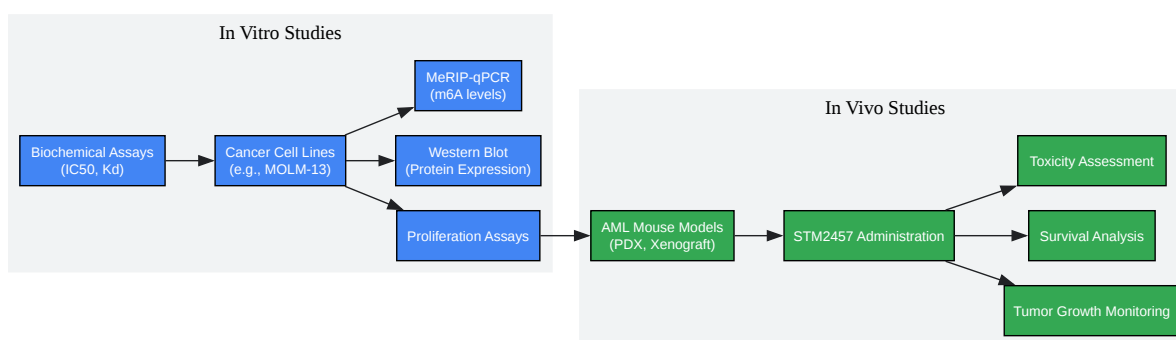 In Vitro Studies
Biochemical Assays
(IC50, Kd)
Cancer Cell Lines
(e.g., MOLM-13)
MeRIP-qPCR
(m6A levels)
Western Blot
(Protein Expression)
Proliferation Assays
In Vivo Studies
AML Mouse Models
(PDX, Xenograft)
STM2457 Administration
Toxicity Assessment
Survival Analysis
Tumor Growth Monitoring